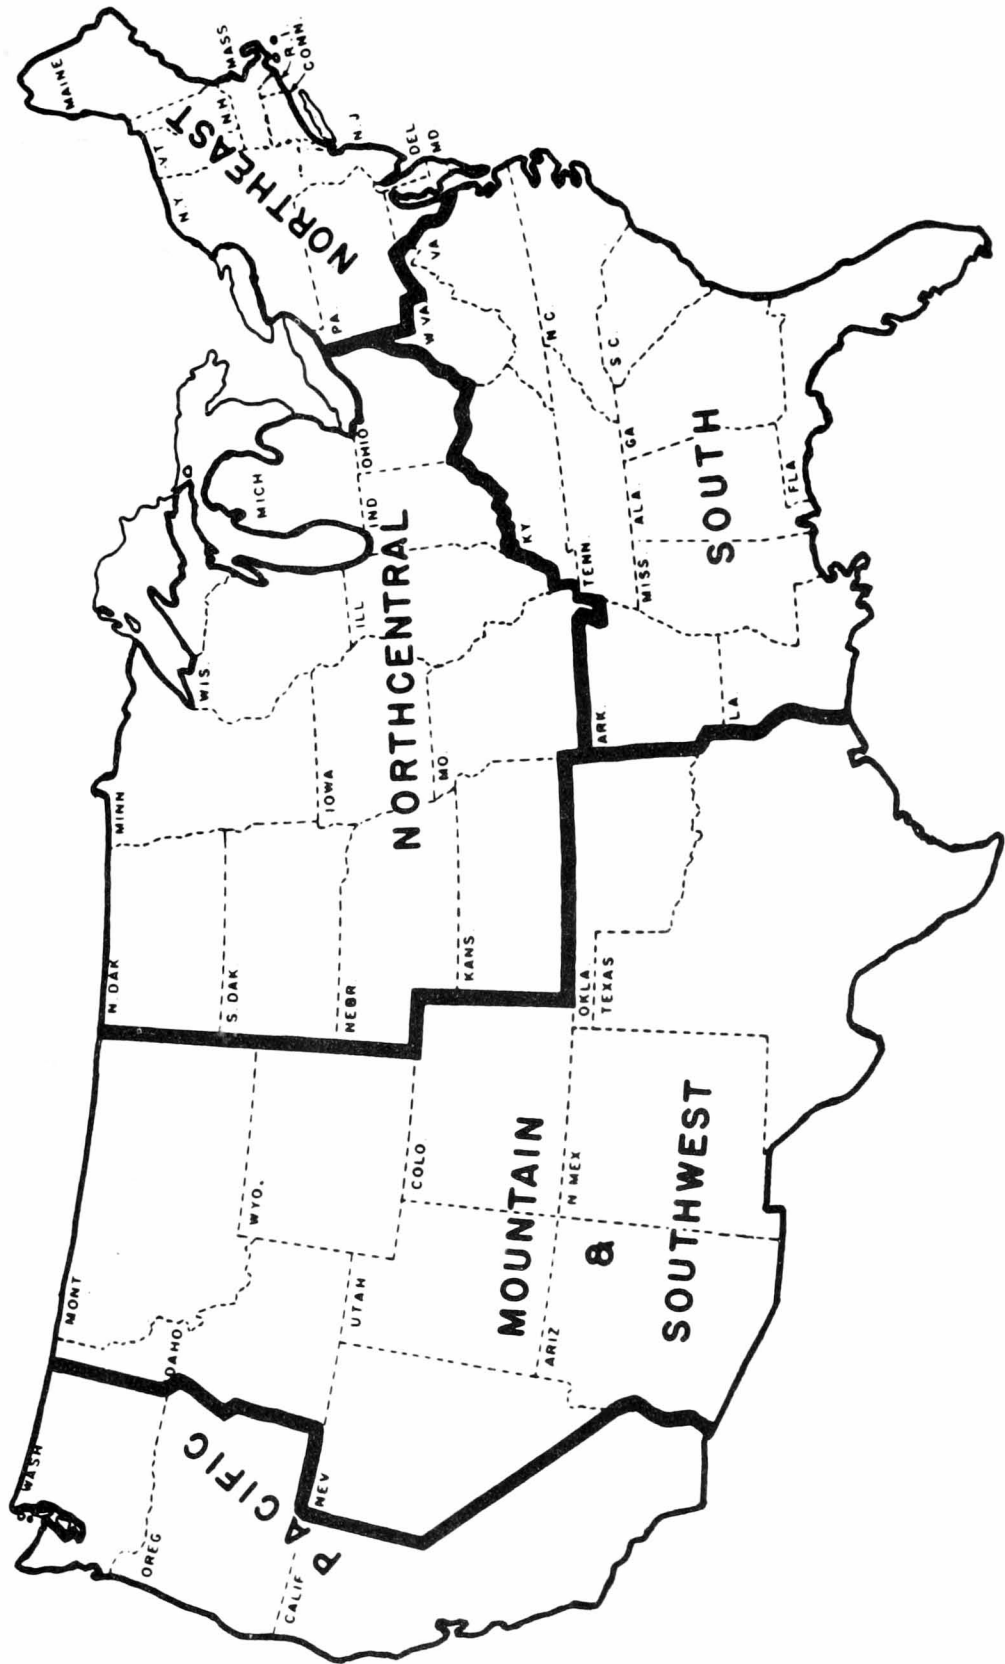 WASH
OREG
CALIF
PACIFIC
NEV
IDAHO
MONT
WYO.
UTAH
COLO
ARIZ
N MEX
MOUNTAIN
&
SOUTHWEST
OKLA
TEXAS
N DAK
S DAK
NEBR
KANS
MINN
IOWA
MO
WIS
ILL
MICH
IND
OHIO
NORTHCENTRAL
ARK
LA
MISS
ALA
TENN
KY
GA
FLA
S C
N C
W VA
VA
SOUTH
PA
N.Y
VT
N H
MAINE
MASS
R.I.
CONN
N J
DEL
MD
NORTHEAST